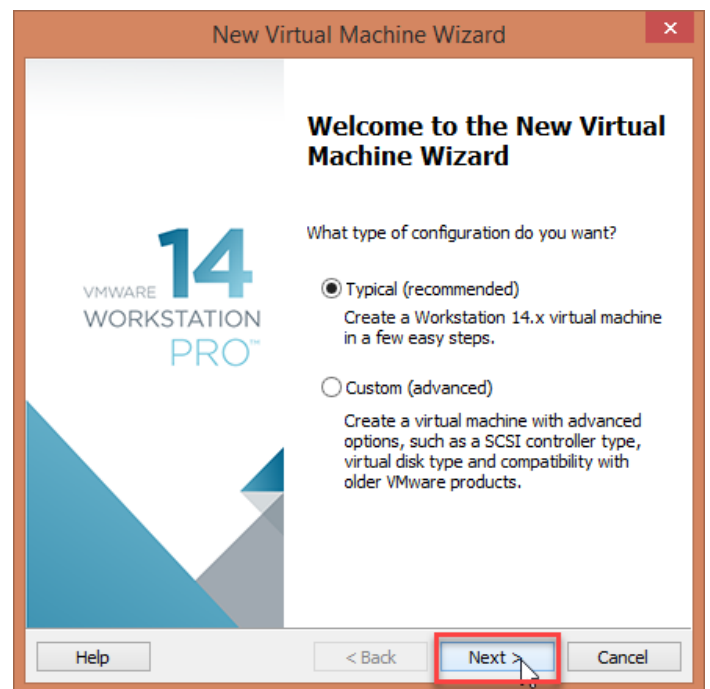 New Virtual Machine Wizard
Welcome to the New Virtual
Machine Wizard
What type of configuration do you want?
14
VMWARE
WORKSTATION
PRO™
Typical (recommended)
Create a Workstation 14.x virtual machine
in a few easy steps.
Custom (advanced)
Create a virtual machine with advanced
options, such as a SCSI controller type,
virtual disk type and compatibility with
older VMware products.
Help
< Back
Next >
Cancel